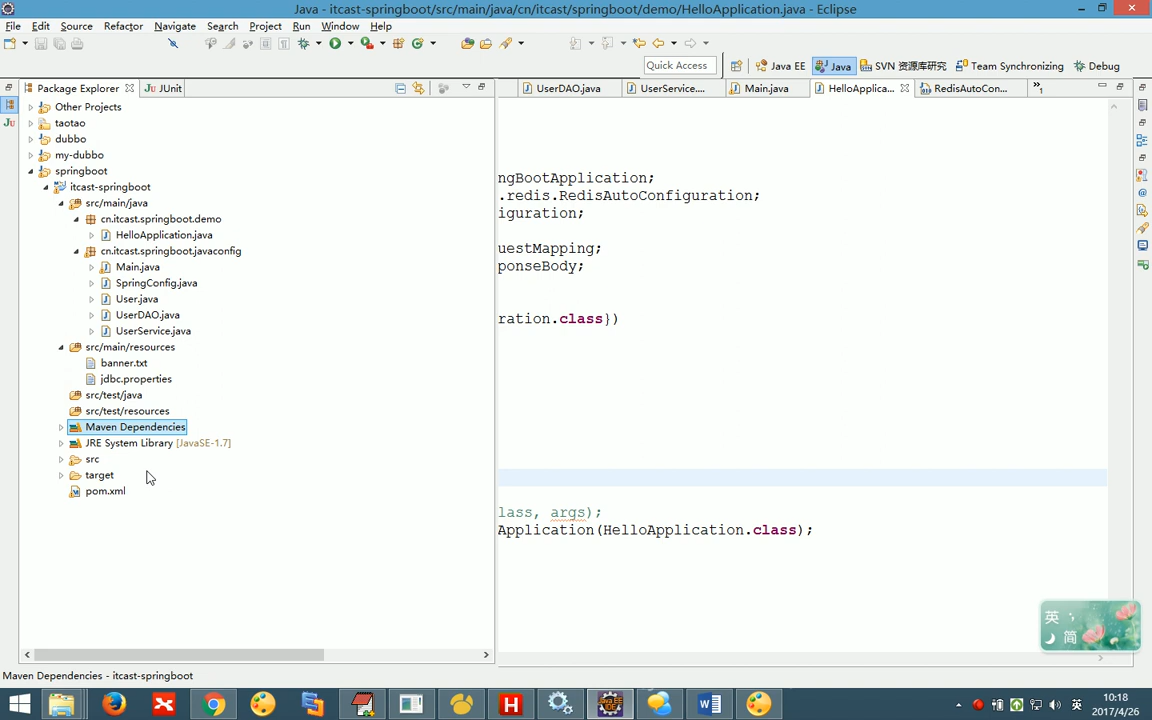 Java - itcast-springboot/src/main/java/cn/itcast/springboot/demo/HelloApplication.java - Eclipse
File Edit Source Refactor Navigate Search Project Run Window Help
Quick Access Java EE Java SVN 资源库研究 Team Synchronizing Debug
Package Explorer JUnit UserDAO.java UserService.... Main.java HelloApplica... RedisAutoCon... 1
Other Projects
taotao
dubbo
my-dubbo
springboot
itcast-springboot
src/main/java
cn.itcast.springboot.demo
HelloApplication.java
cn.itcast.springboot.javaconfig
Main.java
SpringConfig.java
User.java
UserDAO.java
UserService.java
src/main/resources
banner.txt
jdbc.properties
src/test/java
src/test/resources
Maven Dependencies
JRE System Library [JavaSE-1.7]
src
target
pom.xml
ngBootApplication;
.redis.RedisAutoConfiguration;
iguration;
uestMapping;
ponseBody;
ration.class})
lass, args);
Application(HelloApplication.class);
英
简
Maven Dependencies - itcast-springboot
英 10:18
2017/4/26